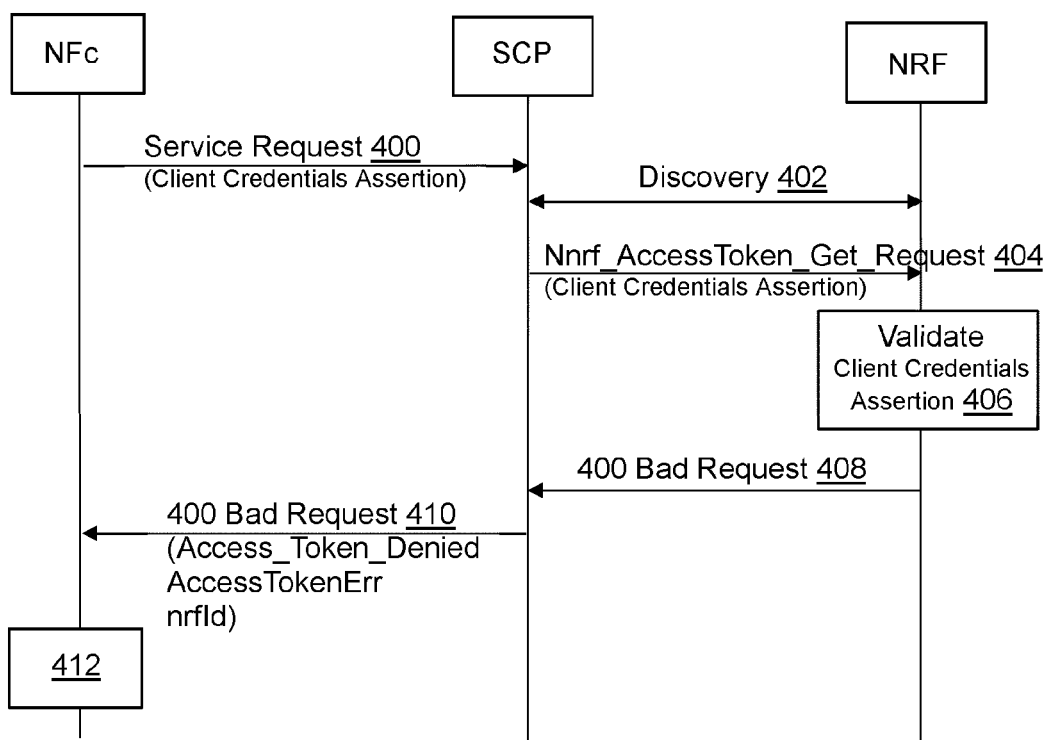 NFc
SCP
NRF
Service Request 400
(Client Credentials Assertion)
Discovery 402
Nnrf_AccessToken_Get_Request 404
(Client Credentials Assertion)
Validate
Client Credentials
Assertion 406
400 Bad Request 408
400 Bad Request 410
(Access_Token_Denied
AccessTokenErr
nrfId)
412